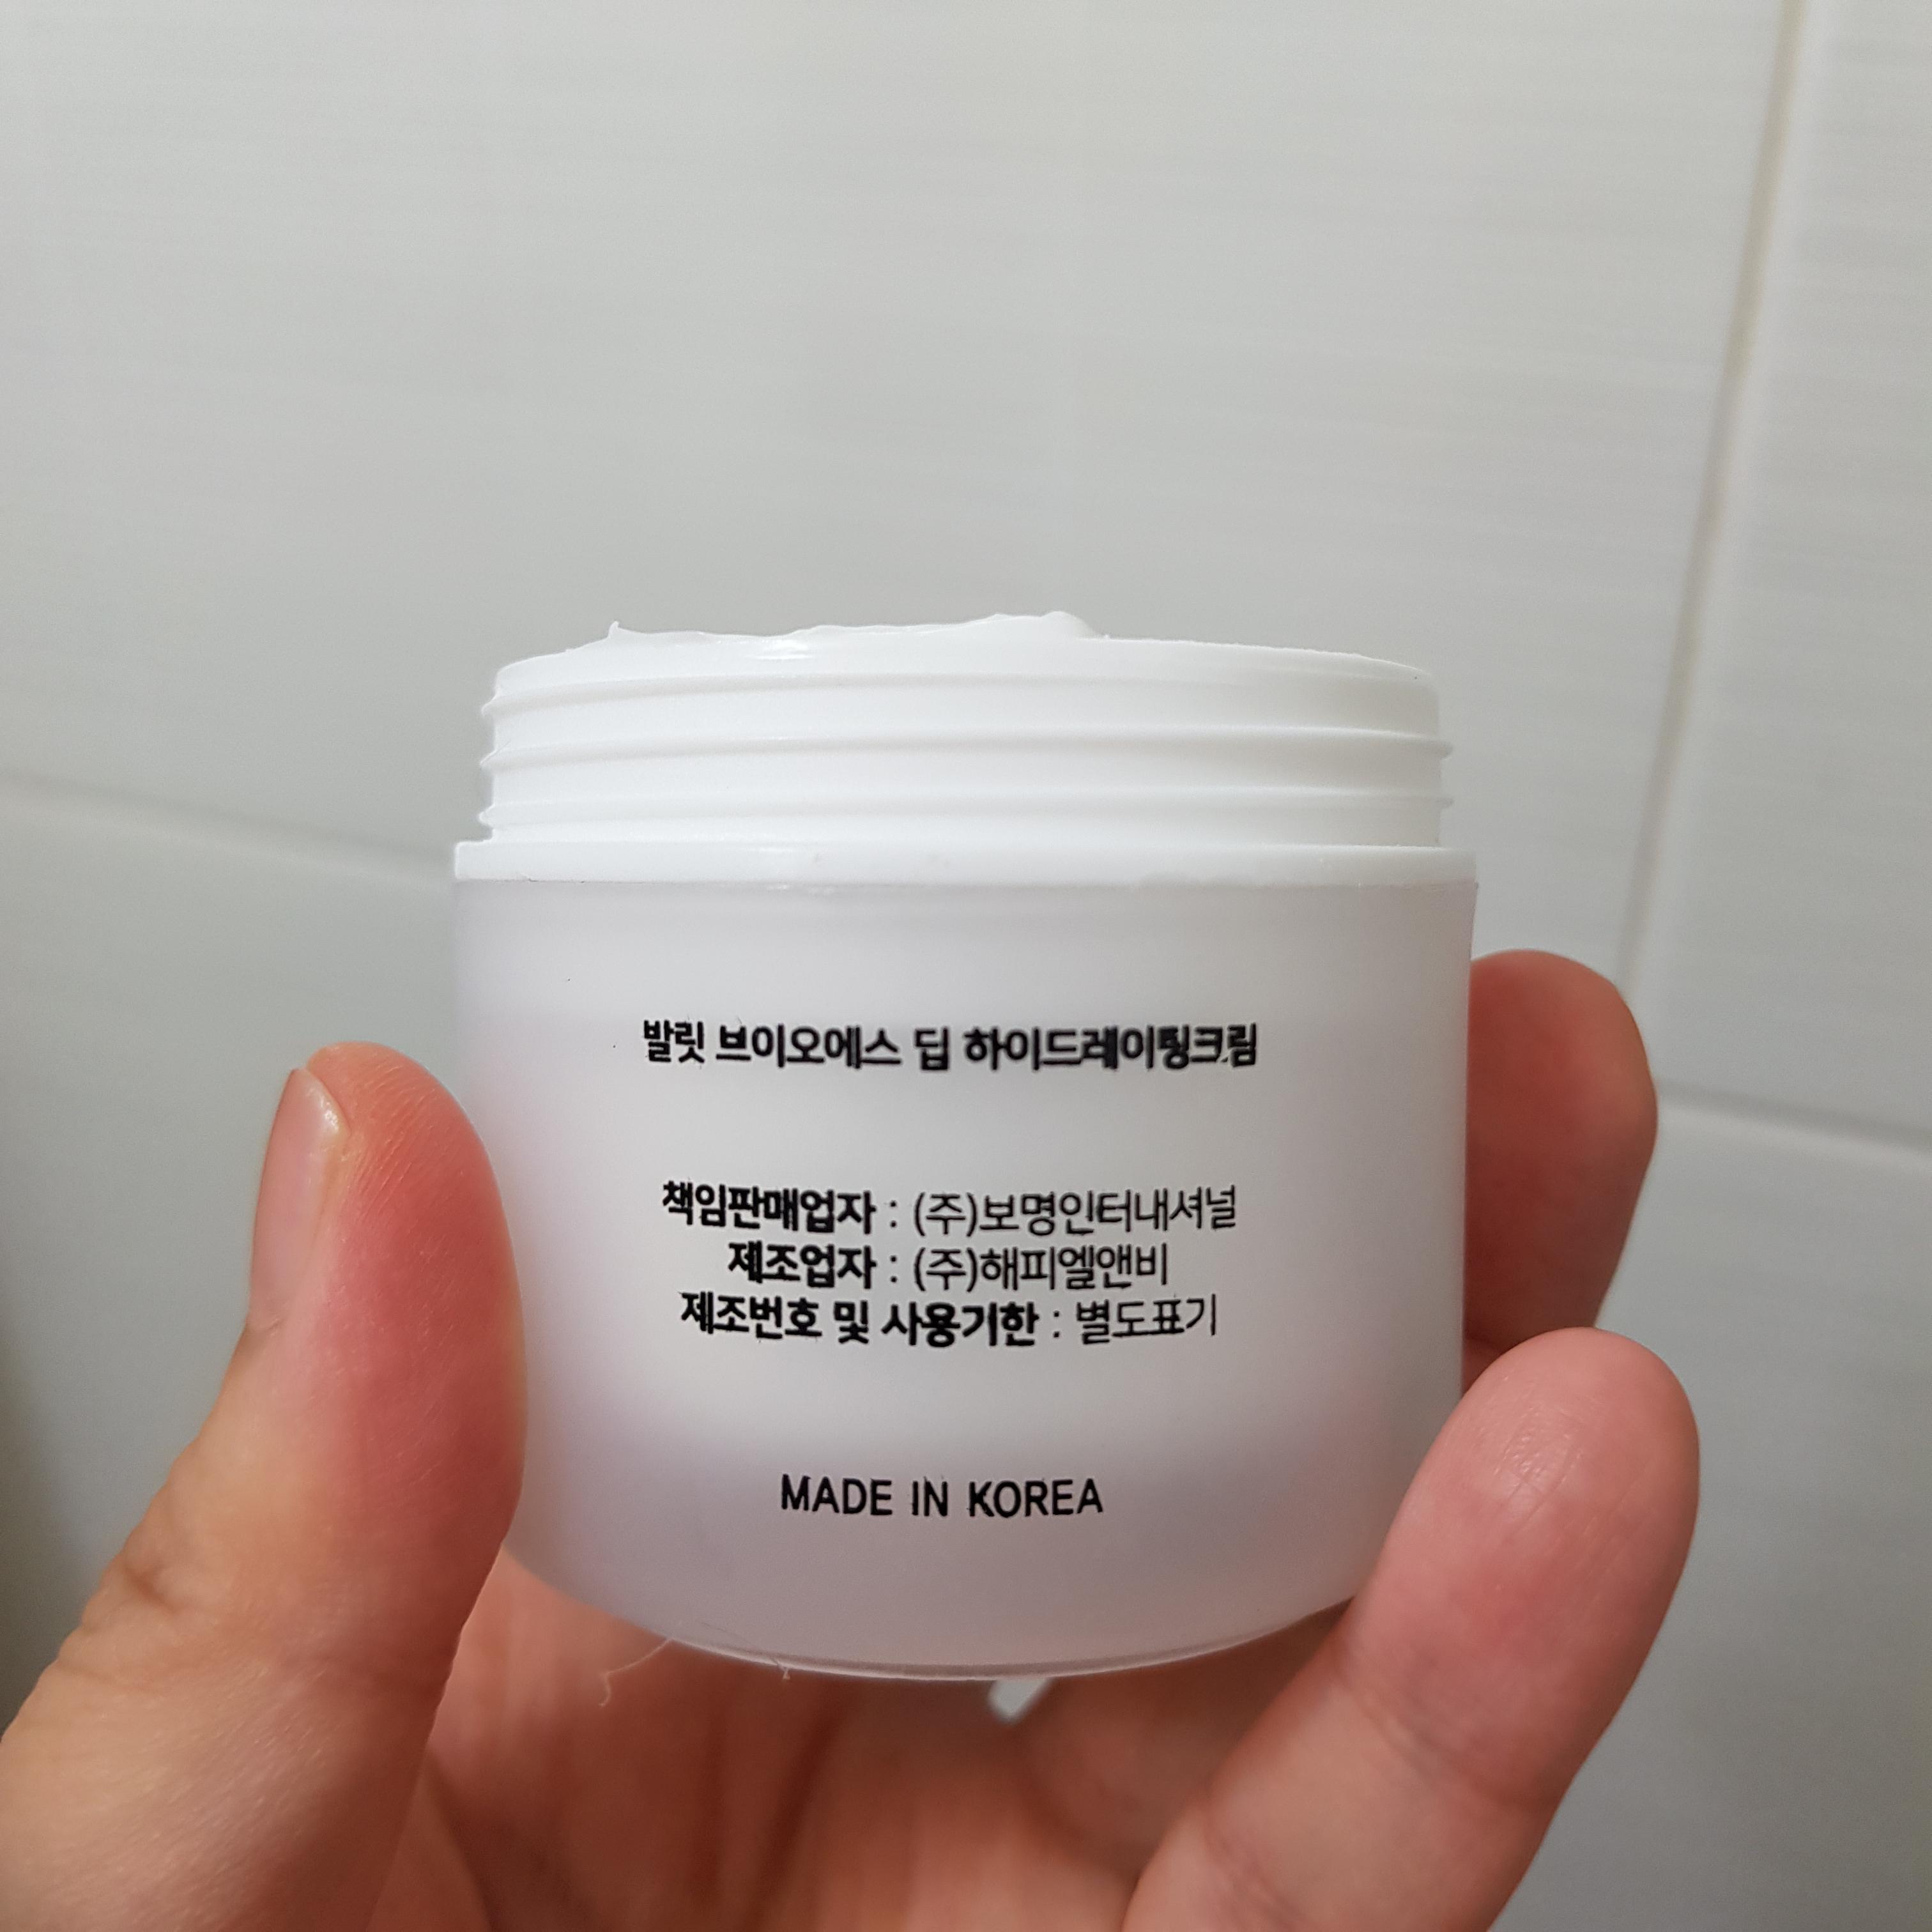 발릿 브이오에스 딥 하이드레이팅크림
책임판매업자 : (주)보명인터내셔널
제조업자 : (주)해피엘앤비
제조번호 및 사용기한 : 별도표기
MADE IN KOREA